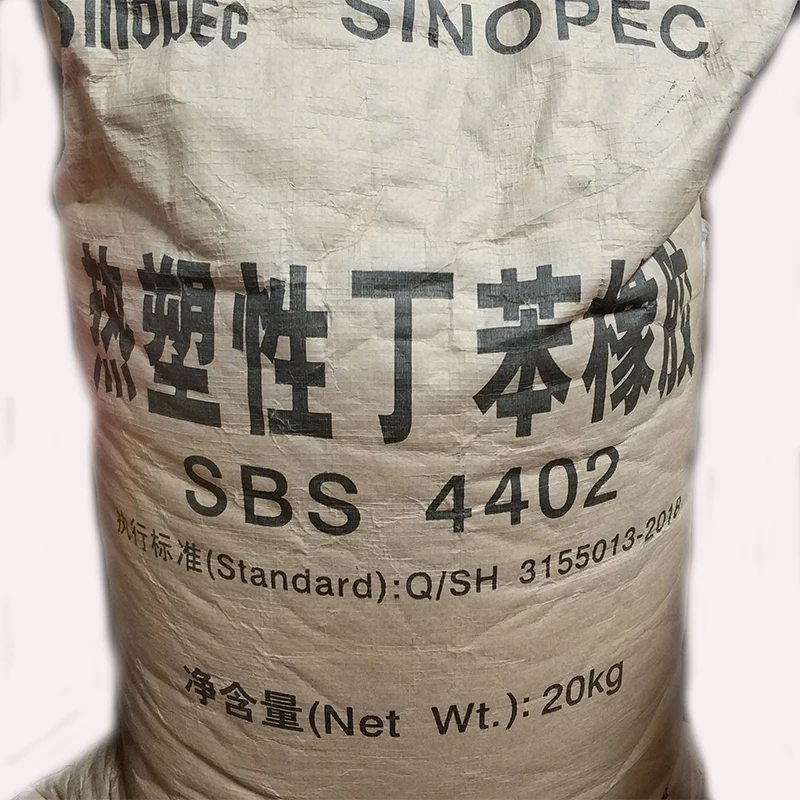 Sinopec SINOPEC
热塑性丁苯橡胶
SBS 4402
执行标准(Standard):Q/SH 3155013-2018
净含量(Net Wt.):20kg